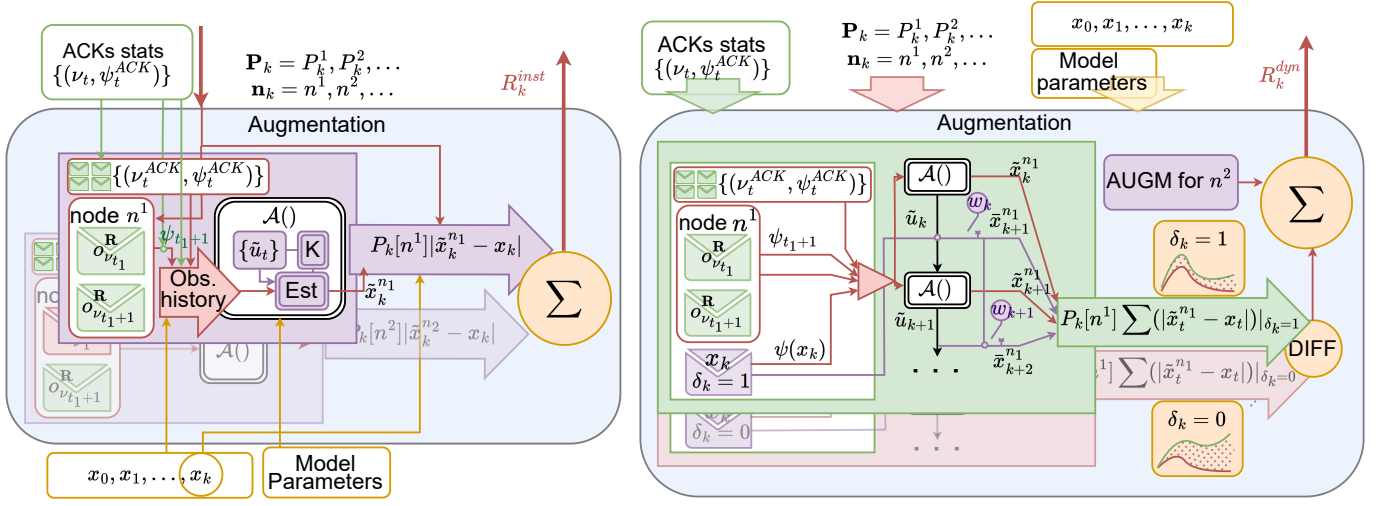 ACKs stats
{(ν_t, ψ_t^{ACK})}
P_k = P_k^1, P_k^2, ...
n_k = n^1, n^2, ...
R_k^{inst}
Augmentation
{(ν_t^{ACK}, ψ_t^{ACK})}
node n^1
R
o_{ν_{t_1}}
R
o_{ν_{t_1+1}}
ψ_{t_1+1}
Obs.
history
𝒜()
{ũ_t}
K
Est
x̃_k^{n_1}
P_k[n^1]|x̃_k^{n_1} − x_k|
Σ
P_k[n^2]|x̃_k^{n_2} − x_k|
𝒜()
R
o_{ν_{t_1+1}}
x_0, x_1, ..., x_k
Model
Parameters
ACKs stats
{(ν_t, ψ_t^{ACK})}
P_k = P_k^1, P_k^2, ...
n_k = n^1, n^2, ...
x_0, x_1, ..., x_k
Model
parameters
R_k^{dyn}
Augmentation
{(ν_t^{ACK}, ψ_t^{ACK})}
node n^1
R
o_{ν_{t_1}}
R
o_{ν_{t_1+1}}
x_k
δ_k = 1
ψ_{t_1+1}
ψ(x_k)
𝒜()
ũ_k
𝒜()
ũ_{k+1}
...
x̃_k^{n_1}
w_k
x̄_{k+1}^{n_1}
x̃_{k+1}^{n_1}
w_{k+1}
x̄_{k+2}^{n_1}
AUGM for n^2
Σ
δ_k = 1
P_k[n^1] Σ(|x̃_t^{n_1} − x_t|)|_{δ_k=1}
DIFF
^1] Σ(|x̃_t^{n_1} − x_t|)|_{δ_k=0}
δ_k = 0
x_k
δ_k = 0
...